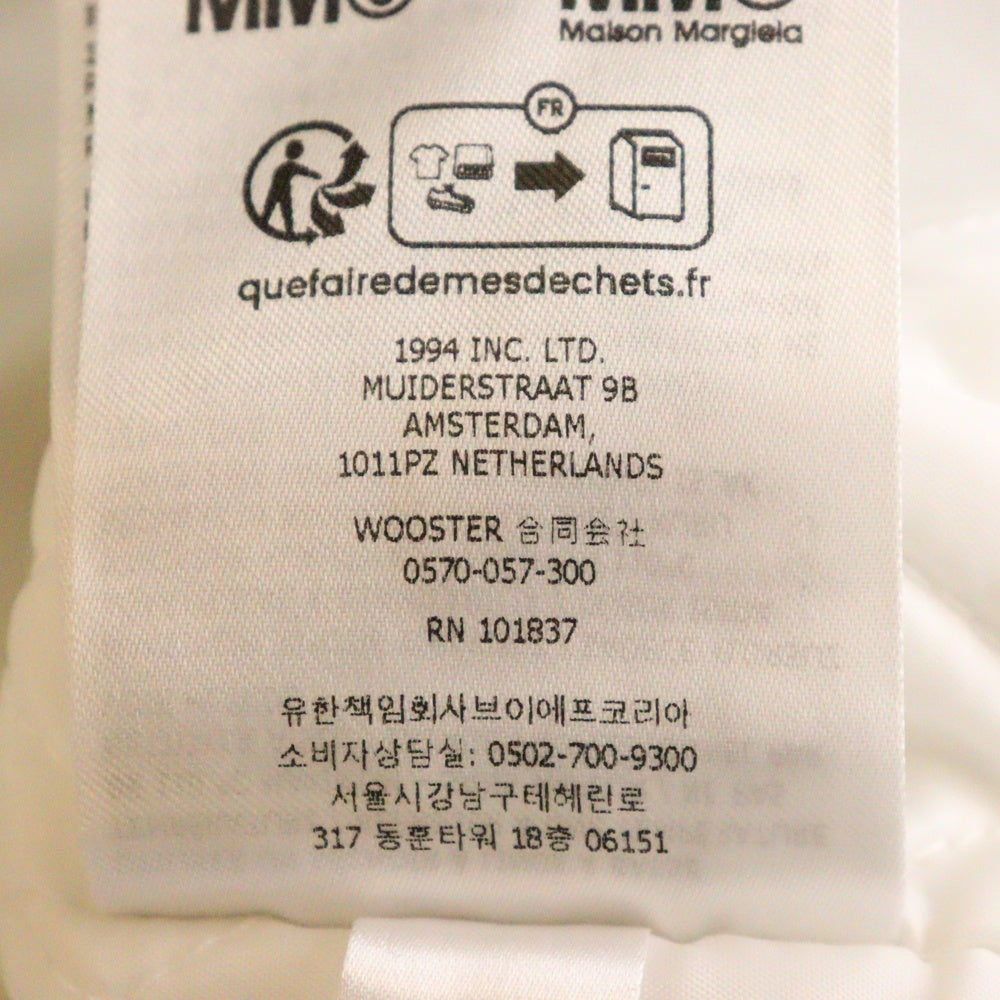 MM6
MM6
Maison Margiela
FR
quefairedemesdechets.fr
1994 INC. LTD.
MUIDERSTRAAT 9B
AMSTERDAM,
1011PZ NETHERLANDS
WOOSTER 合同会社
0570-057-300
RN 101837
유한책임회사브이에프코리아
소비자상담실: 0502-700-9300
서울시강남구테헤란로
317 동훈타워 18층 06151